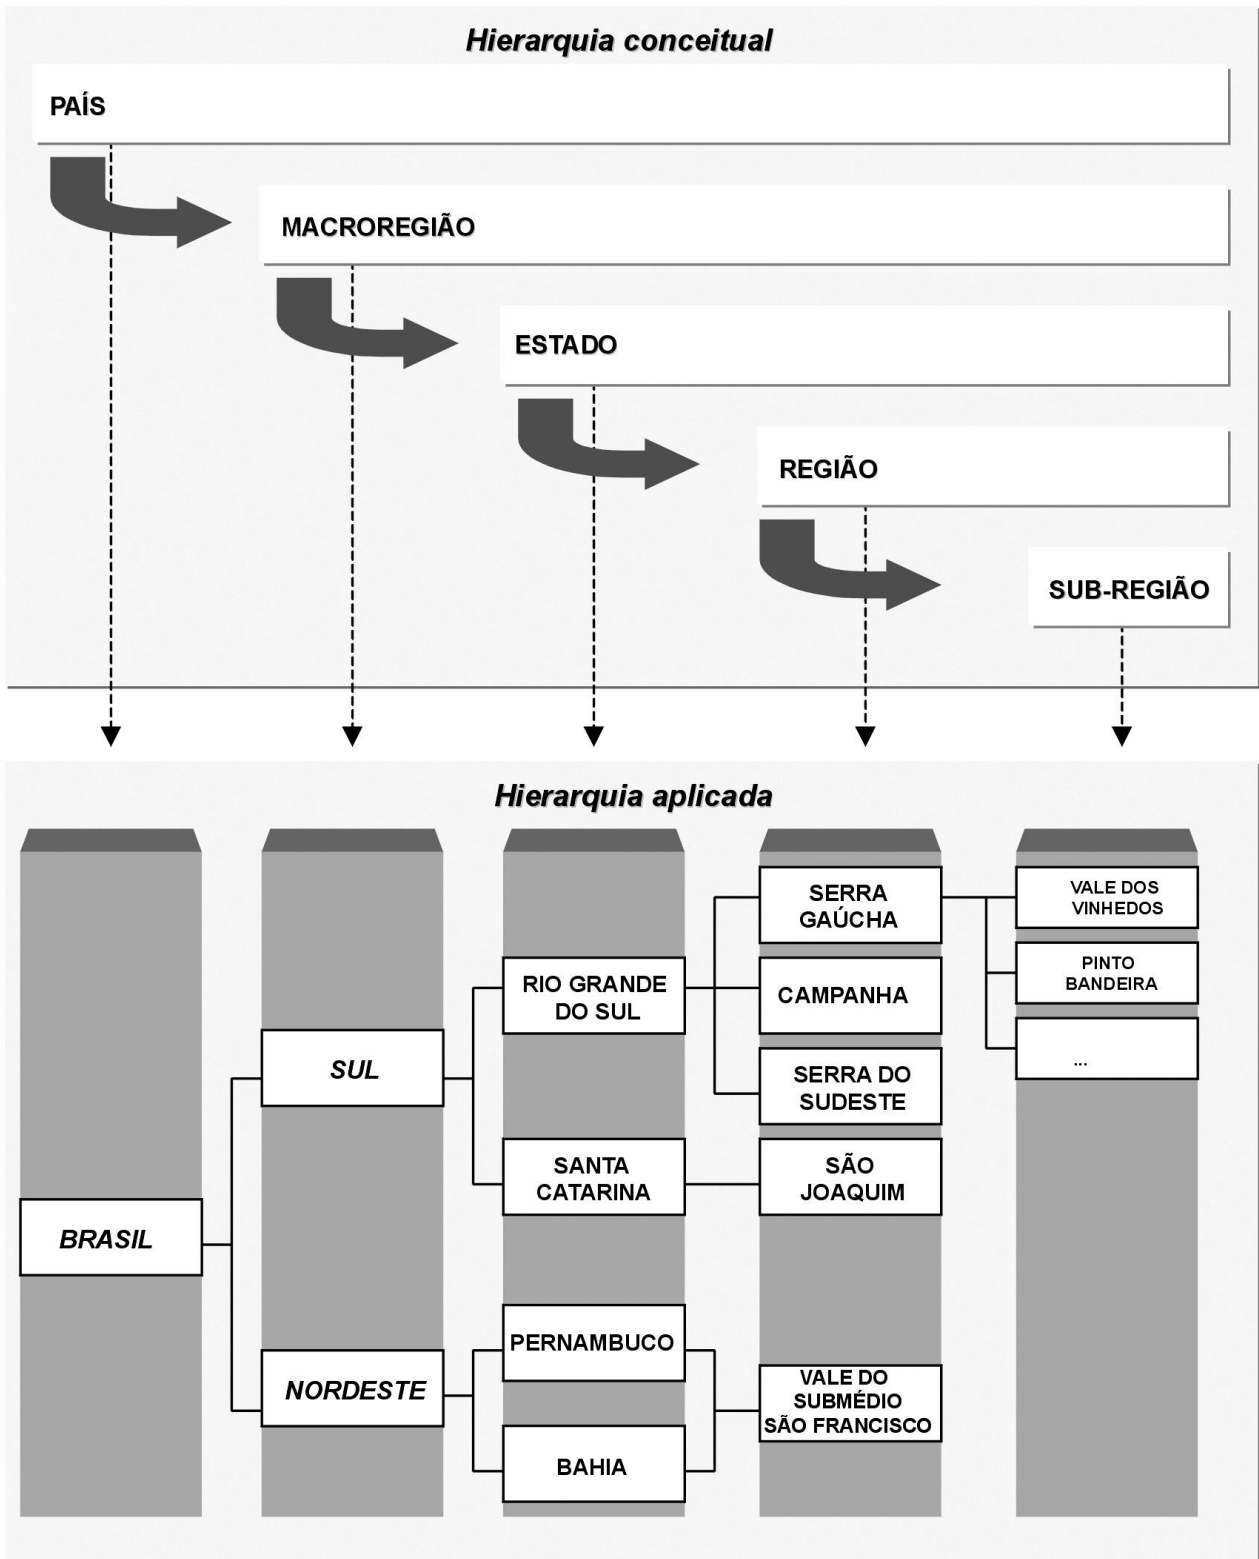 Hierarquia conceitual
PAÍS
MACROREGIÃO
ESTADO
REGIÃO
SUB-REGIÃO
Hierarquia aplicada
BRASIL
SUL
NORDESTE
RIO GRANDE
DO SUL
SANTA
CATARINA
PERNAMBUCO
BAHIA
SERRA
GAÚCHA
CAMPANHA
SERRA DO
SUDESTE
SÃO
JOAQUIM
VALE DO
SUBMÉDIO
SÃO FRANCISCO
VALE DOS
VINHEDOS
PINTO
BANDEIRA
...